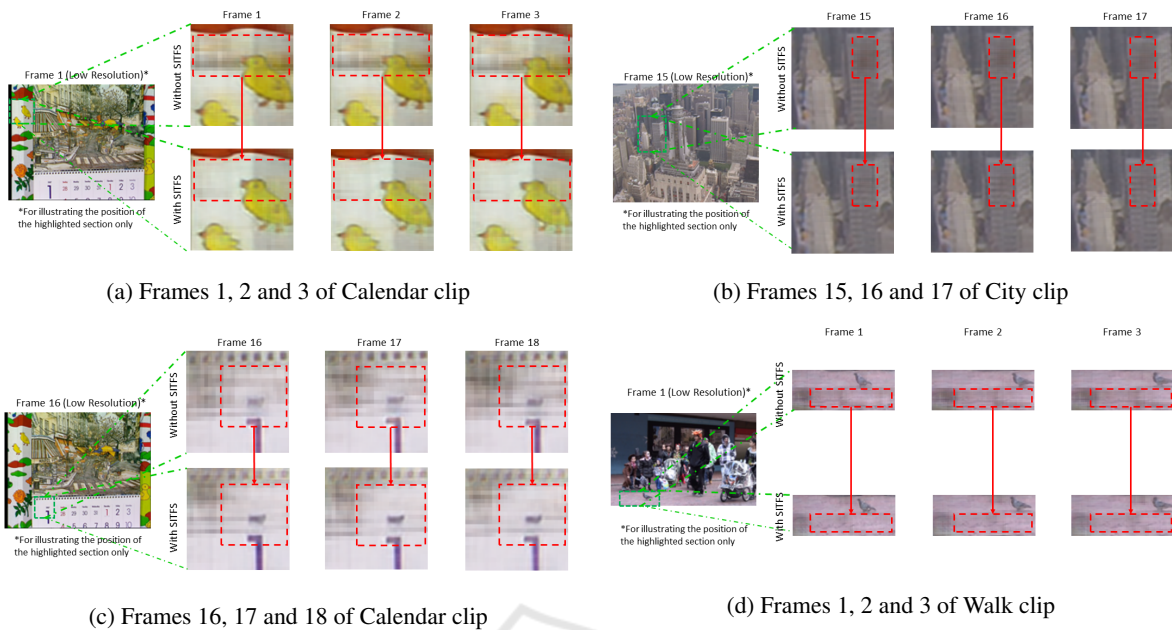 Frame 1
Frame 2
Frame 3
Without SITFS
Frame 1 (Low Resolution)*
With SITFS
*For illustrating the position of
the highlighted section only
(a) Frames 1, 2 and 3 of Calendar clip
Frame 15
Frame 16
Frame 17
Without SITFS
Frame 15 (Low Resolution)*
With SITFS
*For illustrating the position of
the highlighted section only
(b) Frames 15, 16 and 17 of City clip
Frame 16
Frame 17
Frame 18
Without SITFS
Frame 16 (Low Resolution)*
With SITFS
*For illustrating the position of
the highlighted section only
(c) Frames 16, 17 and 18 of Calendar clip
Frame 1
Frame 2
Frame 3
Without SITFS
Frame 1 (Low Resolution)*
With SITFS
*For illustrating the position of
the highlighted section only
(d) Frames 1, 2 and 3 of Walk clip